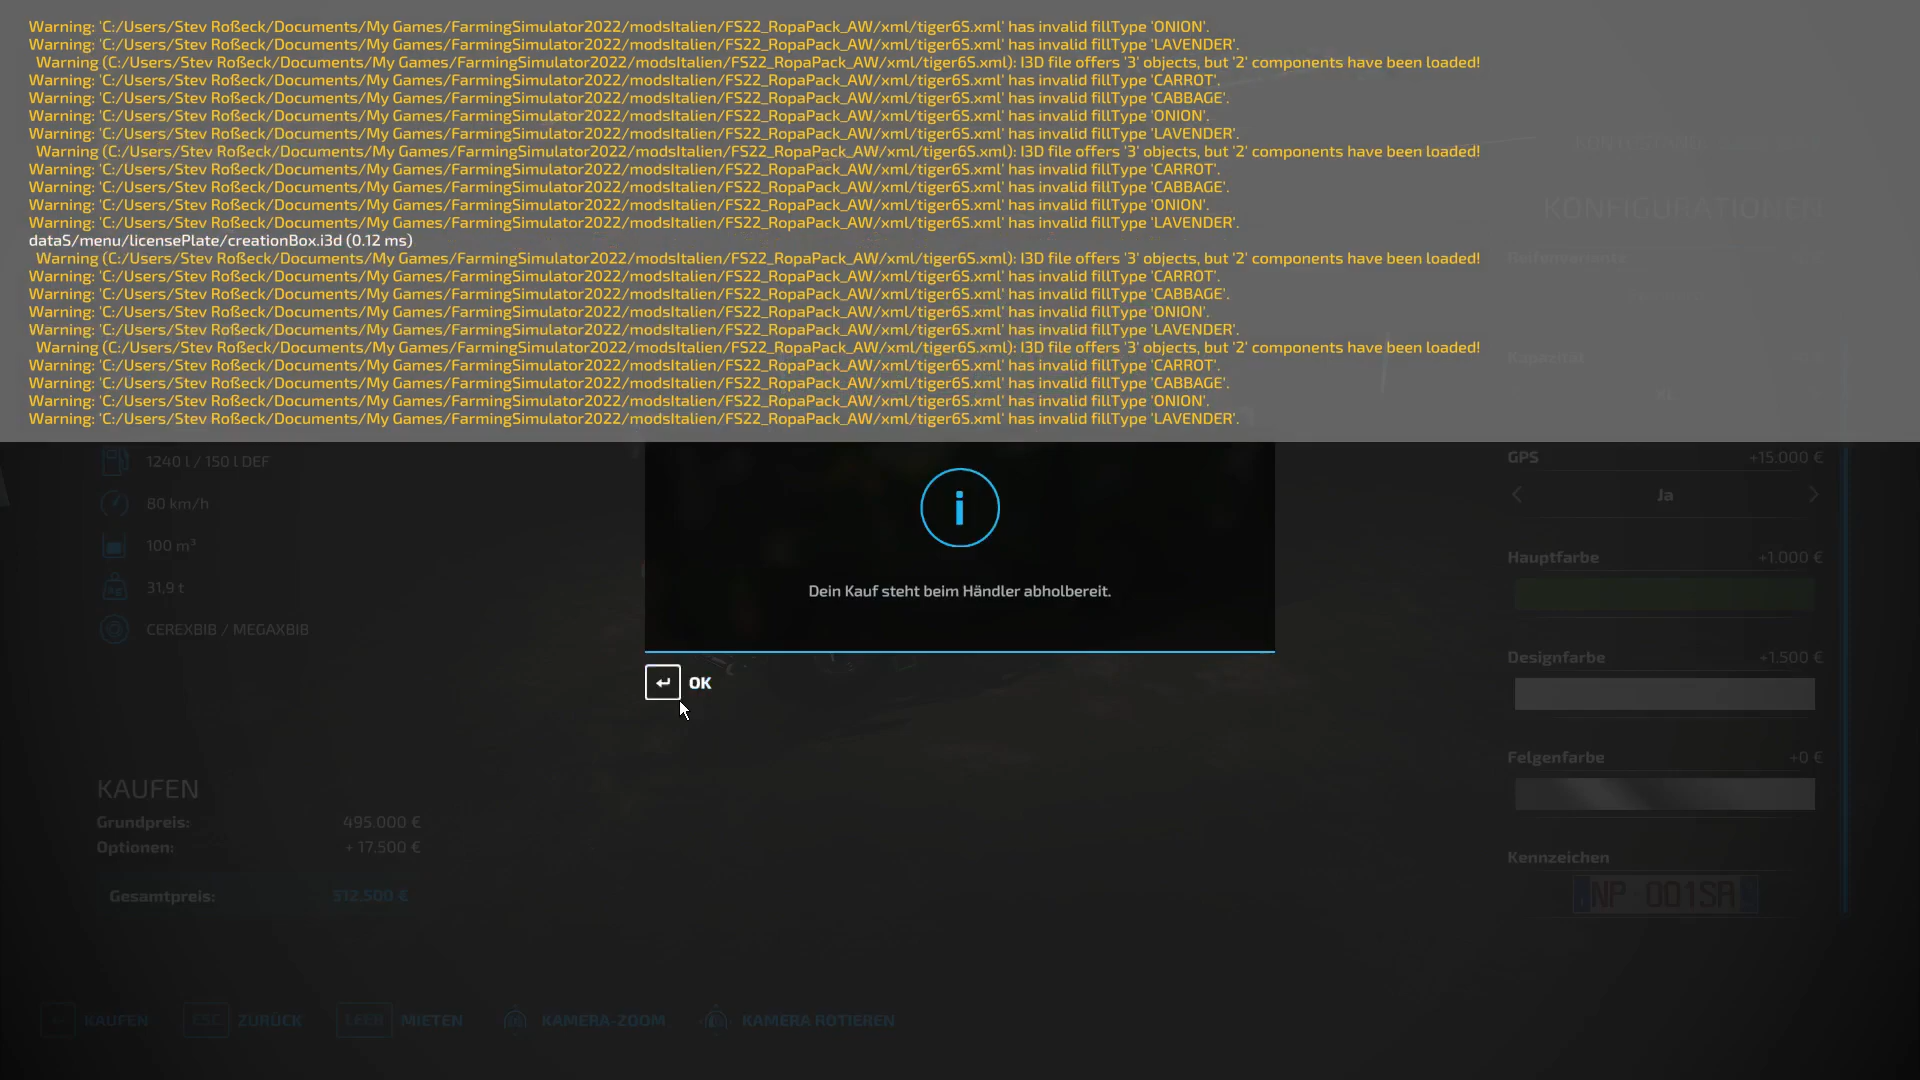 Warning: 'C:/Users/Stev Roßeck/Documents/My Games/FarmingSimulator2022/modsItalien/FS22_RopaPack_AW/xml/tiger6S.xml' has invalid fillType 'ONION'.
Warning: 'C:/Users/Stev Roßeck/Documents/My Games/FarmingSimulator2022/modsItalien/FS22_RopaPack_AW/xml/tiger6S.xml' has invalid fillType 'LAVENDER'.
Warning (C:/Users/Stev Roßeck/Documents/My Games/FarmingSimulator2022/modsItalien/FS22_RopaPack_AW/xml/tiger6S.xml): I3D file offers '3' objects, but '2' components have been loaded!
Warning: 'C:/Users/Stev Roßeck/Documents/My Games/FarmingSimulator2022/modsItalien/FS22_RopaPack_AW/xml/tiger6S.xml' has invalid fillType 'CARROT'.
Warning: 'C:/Users/Stev Roßeck/Documents/My Games/FarmingSimulator2022/modsItalien/FS22_RopaPack_AW/xml/tiger6S.xml' has invalid fillType 'CABBAGE'.
Warning: 'C:/Users/Stev Roßeck/Documents/My Games/FarmingSimulator2022/modsItalien/FS22_RopaPack_AW/xml/tiger6S.xml' has invalid fillType 'ONION'.
Warning: 'C:/Users/Stev Roßeck/Documents/My Games/FarmingSimulator2022/modsItalien/FS22_RopaPack_AW/xml/tiger6S.xml' has invalid fillType 'LAVENDER'.
Warning (C:/Users/Stev Roßeck/Documents/My Games/FarmingSimulator2022/modsItalien/FS22_RopaPack_AW/xml/tiger6S.xml): I3D file offers '3' objects, but '2' components have been loaded!
Warning: 'C:/Users/Stev Roßeck/Documents/My Games/FarmingSimulator2022/modsItalien/FS22_RopaPack_AW/xml/tiger6S.xml' has invalid fillType 'CARROT'.
Warning: 'C:/Users/Stev Roßeck/Documents/My Games/FarmingSimulator2022/modsItalien/FS22_RopaPack_AW/xml/tiger6S.xml' has invalid fillType 'CABBAGE'.
Warning: 'C:/Users/Stev Roßeck/Documents/My Games/FarmingSimulator2022/modsItalien/FS22_RopaPack_AW/xml/tiger6S.xml' has invalid fillType 'ONION'.
Warning: 'C:/Users/Stev Roßeck/Documents/My Games/FarmingSimulator2022/modsItalien/FS22_RopaPack_AW/xml/tiger6S.xml' has invalid fillType 'LAVENDER'.
dataS/menu/licensePlate/creationBox.i3d (0.12 ms)
Warning (C:/Users/Stev Roßeck/Documents/My Games/FarmingSimulator2022/modsItalien/FS22_RopaPack_AW/xml/tiger6S.xml): I3D file offers '3' objects, but '2' components have been loaded!
Warning: 'C:/Users/Stev Roßeck/Documents/My Games/FarmingSimulator2022/modsItalien/FS22_RopaPack_AW/xml/tiger6S.xml' has invalid fillType 'CARROT'.
Warning: 'C:/Users/Stev Roßeck/Documents/My Games/FarmingSimulator2022/modsItalien/FS22_RopaPack_AW/xml/tiger6S.xml' has invalid fillType 'CABBAGE'.
Warning: 'C:/Users/Stev Roßeck/Documents/My Games/FarmingSimulator2022/modsItalien/FS22_RopaPack_AW/xml/tiger6S.xml' has invalid fillType 'ONION'.
Warning: 'C:/Users/Stev Roßeck/Documents/My Games/FarmingSimulator2022/modsItalien/FS22_RopaPack_AW/xml/tiger6S.xml' has invalid fillType 'LAVENDER'.
Warning (C:/Users/Stev Roßeck/Documents/My Games/FarmingSimulator2022/modsItalien/FS22_RopaPack_AW/xml/tiger6S.xml): I3D file offers '3' objects, but '2' components have been loaded!
Warning: 'C:/Users/Stev Roßeck/Documents/My Games/FarmingSimulator2022/modsItalien/FS22_RopaPack_AW/xml/tiger6S.xml' has invalid fillType 'CARROT'.
Warning: 'C:/Users/Stev Roßeck/Documents/My Games/FarmingSimulator2022/modsItalien/FS22_RopaPack_AW/xml/tiger6S.xml' has invalid fillType 'CABBAGE'.
Warning: 'C:/Users/Stev Roßeck/Documents/My Games/FarmingSimulator2022/modsItalien/FS22_RopaPack_AW/xml/tiger6S.xml' has invalid fillType 'ONION'.
Warning: 'C:/Users/Stev Roßeck/Documents/My Games/FarmingSimulator2022/modsItalien/FS22_RopaPack_AW/xml/tiger6S.xml' has invalid fillType 'LAVENDER'.
KONTOSTAND
KONFIGURATIONEN
Reifenvariante
Kapazität
XL
1240 l / 150 l DEF
80 km/h
100 m³
31,9 t
CEREXBIB / MEGAXBIB
Dein Kauf steht beim Händler abholbereit.
OK
GPS +15.000 €
Ja
Hauptfarbe +1.000 €
Designfarbe +1.500 €
Felgenfarbe +0 €
Kennzeichen
NP 001SR
KAUFEN
Grundpreis: 495.000 €
Optionen: + 17.500 €
Gesamtpreis: 512.500 €
KAUFEN ESC ZURÜCK LEER MIETEN KAMERA-ZOOM KAMERA ROTIEREN